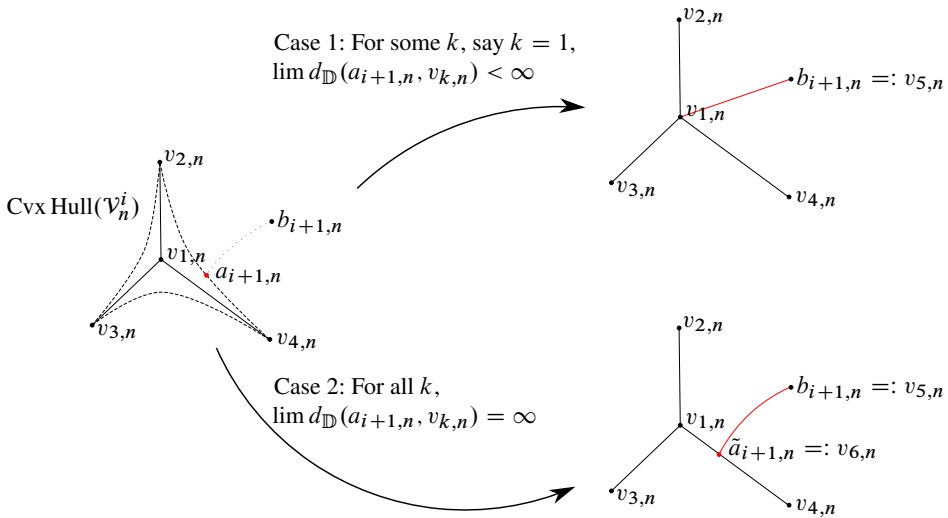 v_{2,n}
Case 1: For some k, say k = 1,
lim d_𝔻(a_{i+1,n}, v_{k,n}) < ∞
b_{i+1,n} =: v_{5,n}
v_{1,n}
v_{3,n}
v_{4,n}
v_{2,n}
Cvx Hull(𝒱_n^i)
b_{i+1,n}
v_{1,n}
a_{i+1,n}
v_{3,n}
v_{4,n}
Case 2: For all k,
lim d_𝔻(a_{i+1,n}, v_{k,n}) = ∞
v_{2,n}
b_{i+1,n} =: v_{5,n}
v_{1,n}
ã_{i+1,n} =: v_{6,n}
v_{3,n}
v_{4,n}